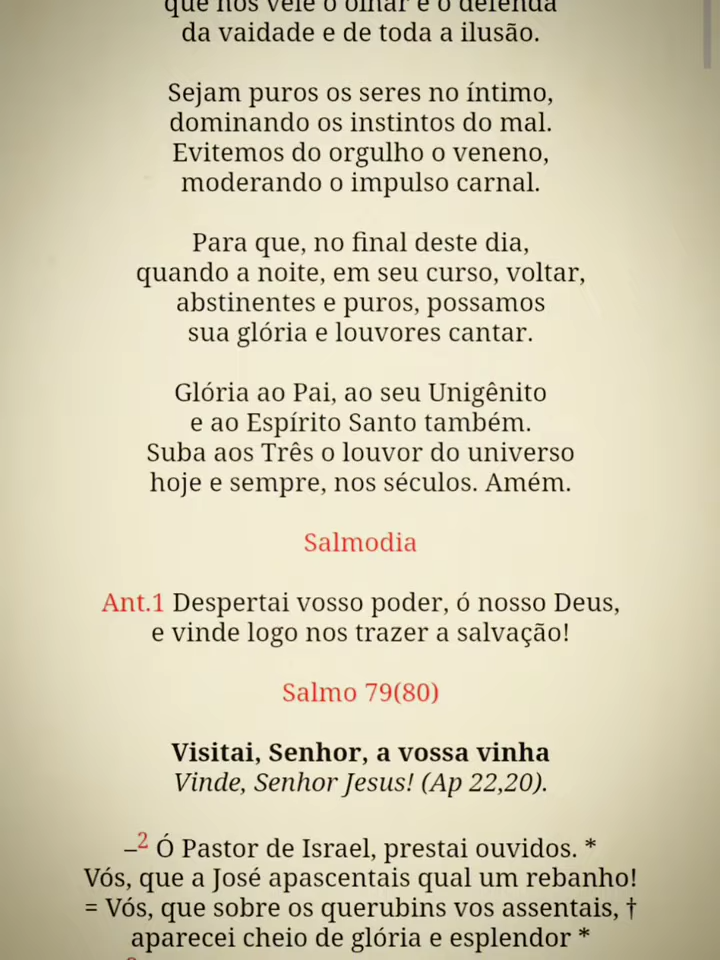 que nos vele o olhar e o defenda
da vaidade e de toda a ilusão.
Sejam puros os seres no íntimo,
dominando os instintos do mal.
Evitemos do orgulho o veneno,
moderando o impulso carnal.
Para que, no final deste dia,
quando a noite, em seu curso, voltar,
abstinentes e puros, possamos
sua glória e louvores cantar.
Glória ao Pai, ao seu Unigênito
e ao Espírito Santo também.
Suba aos Três o louvor do universo
hoje e sempre, nos séculos. Amém.
Salmodia
Ant.1 Despertai vosso poder, ó nosso Deus,
e vinde logo nos trazer a salvação!
Salmo 79(80)
Visitai, Senhor, a vossa vinha
Vinde, Senhor Jesus! (Ap 22,20).
–2 Ó Pastor de Israel, prestai ouvidos. *
Vós, que a José apascentais qual um rebanho!
= Vós, que sobre os querubins vos assentais, †
aparecei cheio de glória e esplendor *